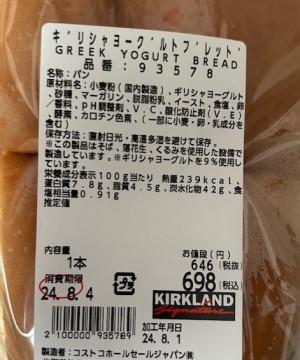 ギリシャヨーグルトブレッド
GREEK YOGURT BREAD
品番：93578
名称：パン
原材料名：小麦粉（国内製造）、ギリシャヨーグルト
、砂糖、マーガリン、脱脂粉乳、イースト、食塩、卵
／香料、pH調整剤、V.C、酸化防止剤（V.E）
、酵素、カロチン色素、（一部に小麦・卵・乳成分を
含む）
保存方法：直射日光・高温多湿を避けて保存。
※この製品はそば、落花生、くるみを使用した設備で
製造しています。※ギリシャヨーグルトを9％使用し
ています。
栄養成分表示100g当たり 熱量239kcal、
蛋白質7.8g、脂質4.5g、炭水化物42g、食
塩相当量0.91g
推定値
内容量
1本
消費期限
24.8.4
プラ
お値段（円）
646（税抜）
698（税込）
KIRKLAND
Signature
2 100000 935789
加工年月日
24.8.1
製造者：コストコホールセールジャパン㈱